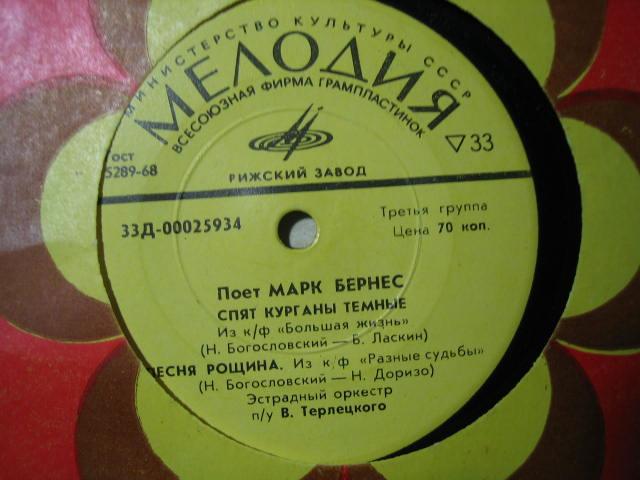 МИНИСТЕРСТВО КУЛЬТУРЫ СССР
МЕЛОДИЯ
ВСЕСОЮЗНАЯ ФИРМА ГРАМПЛАСТИНОК
ГОСТ
5289-68
33
РИЖСКИЙ ЗАВОД
33Д-00025934
Третья группа
Цена 70 коп.
Поет МАРК БЕРНЕС
СПЯТ КУРГАНЫ ТЕМНЫЕ
Из к/ф «Большая жизнь»
(Н. Богословский — Б. Ласкин)
ПЕСНЯ РОЩИНА. Из к/ф «Разные судьбы»
(Н. Богословский — Н. Доризо)
Эстрадный оркестр
п/у В. Терлецкого